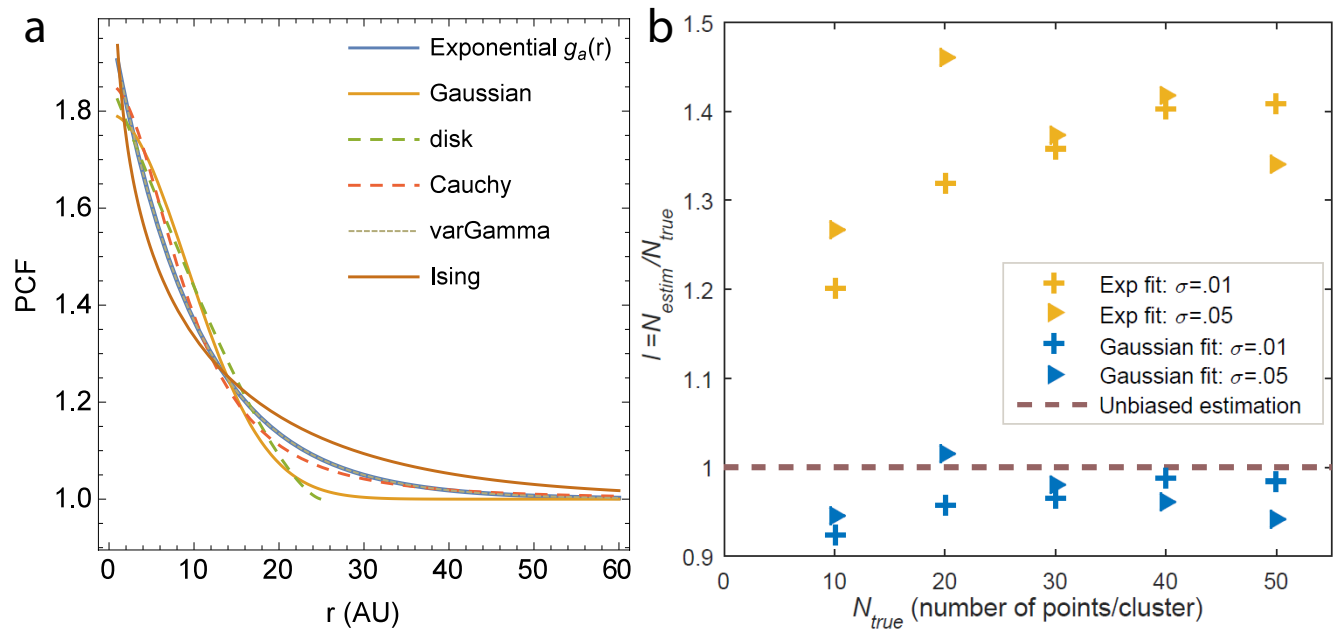 a
Exponential gₐ(r)
Gaussian
disk
Cauchy
varGamma
Ising
PCF
1.8
1.6
1.4
1.2
1.0
0 10 20 30 40 50 60
r (AU)
b
I =N_estim/N_true
1.5
1.4
1.3
1.2
1.1
1
0.9
Exp fit: σ=.01
Exp fit: σ=.05
Gaussian fit: σ=.01
Gaussian fit: σ=.05
Unbiased estimation
0 10 20 30 40 50
N_true (number of points/cluster)